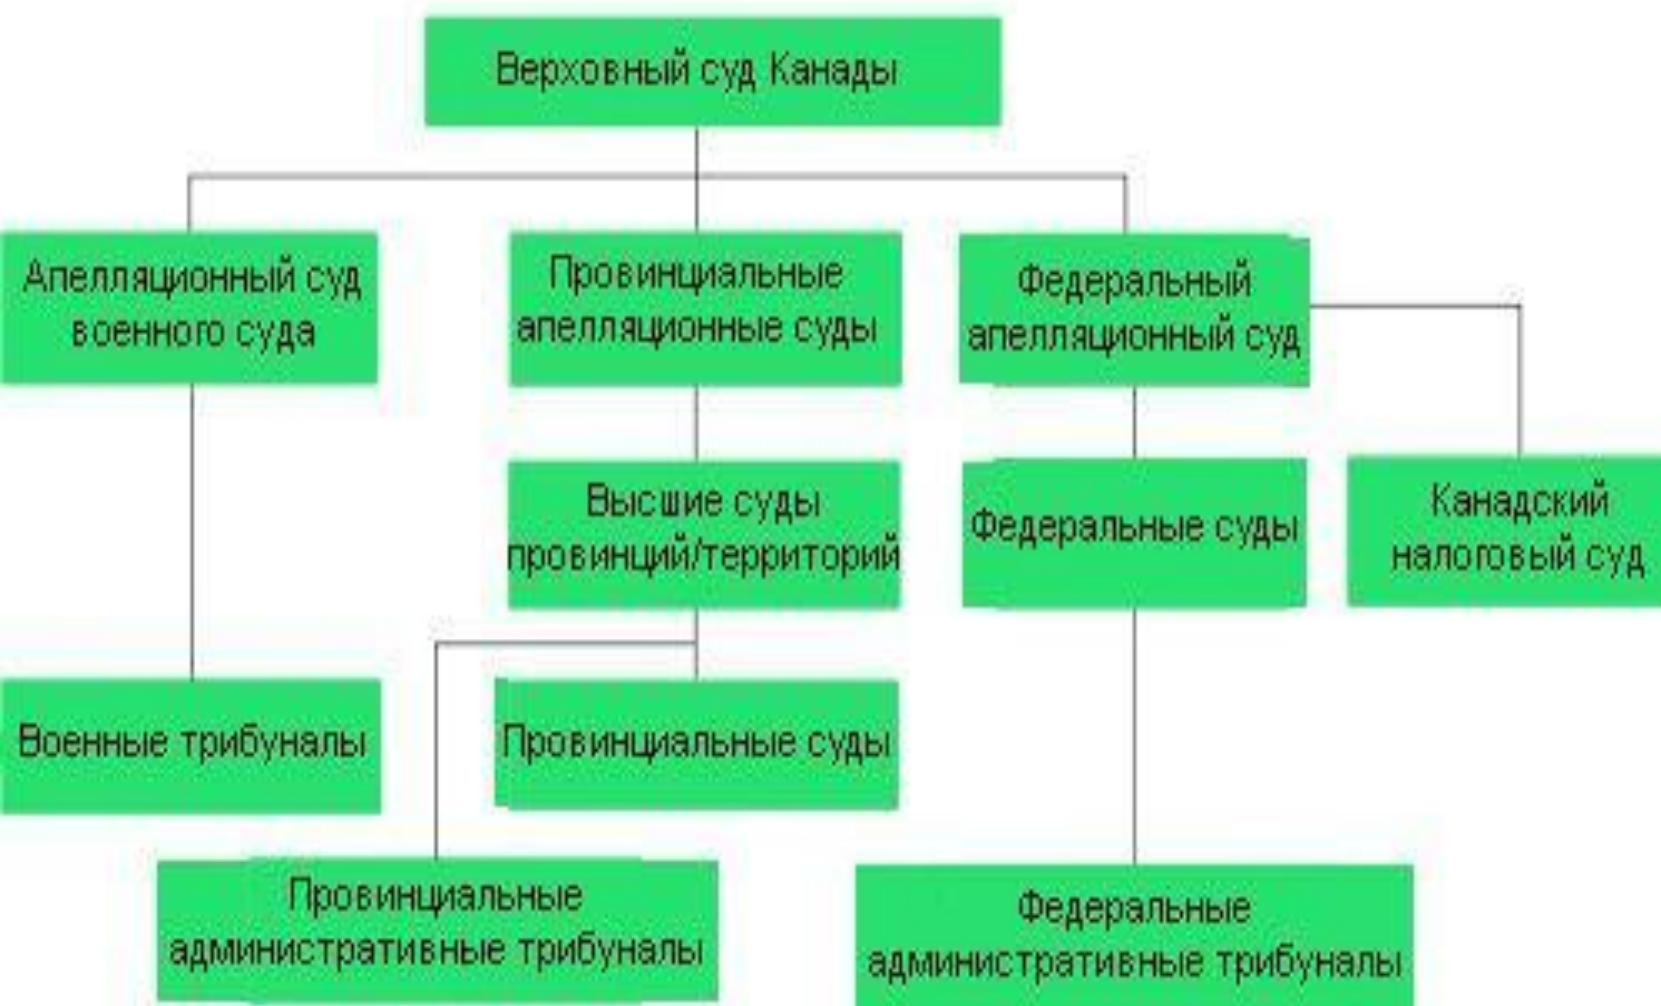 Верховный суд Канады
Апелляционный суд
военного суда
Провинциальные
апелляционные суды
Федеральный
апелляционный суд
Высшие суды
провинций/территорий
Федеральные суды
Канадский
налоговый суд
Военные трибуналы
Провинциальные суды
Провинциальные
административные трибуналы
Федеральные
административные трибуналы